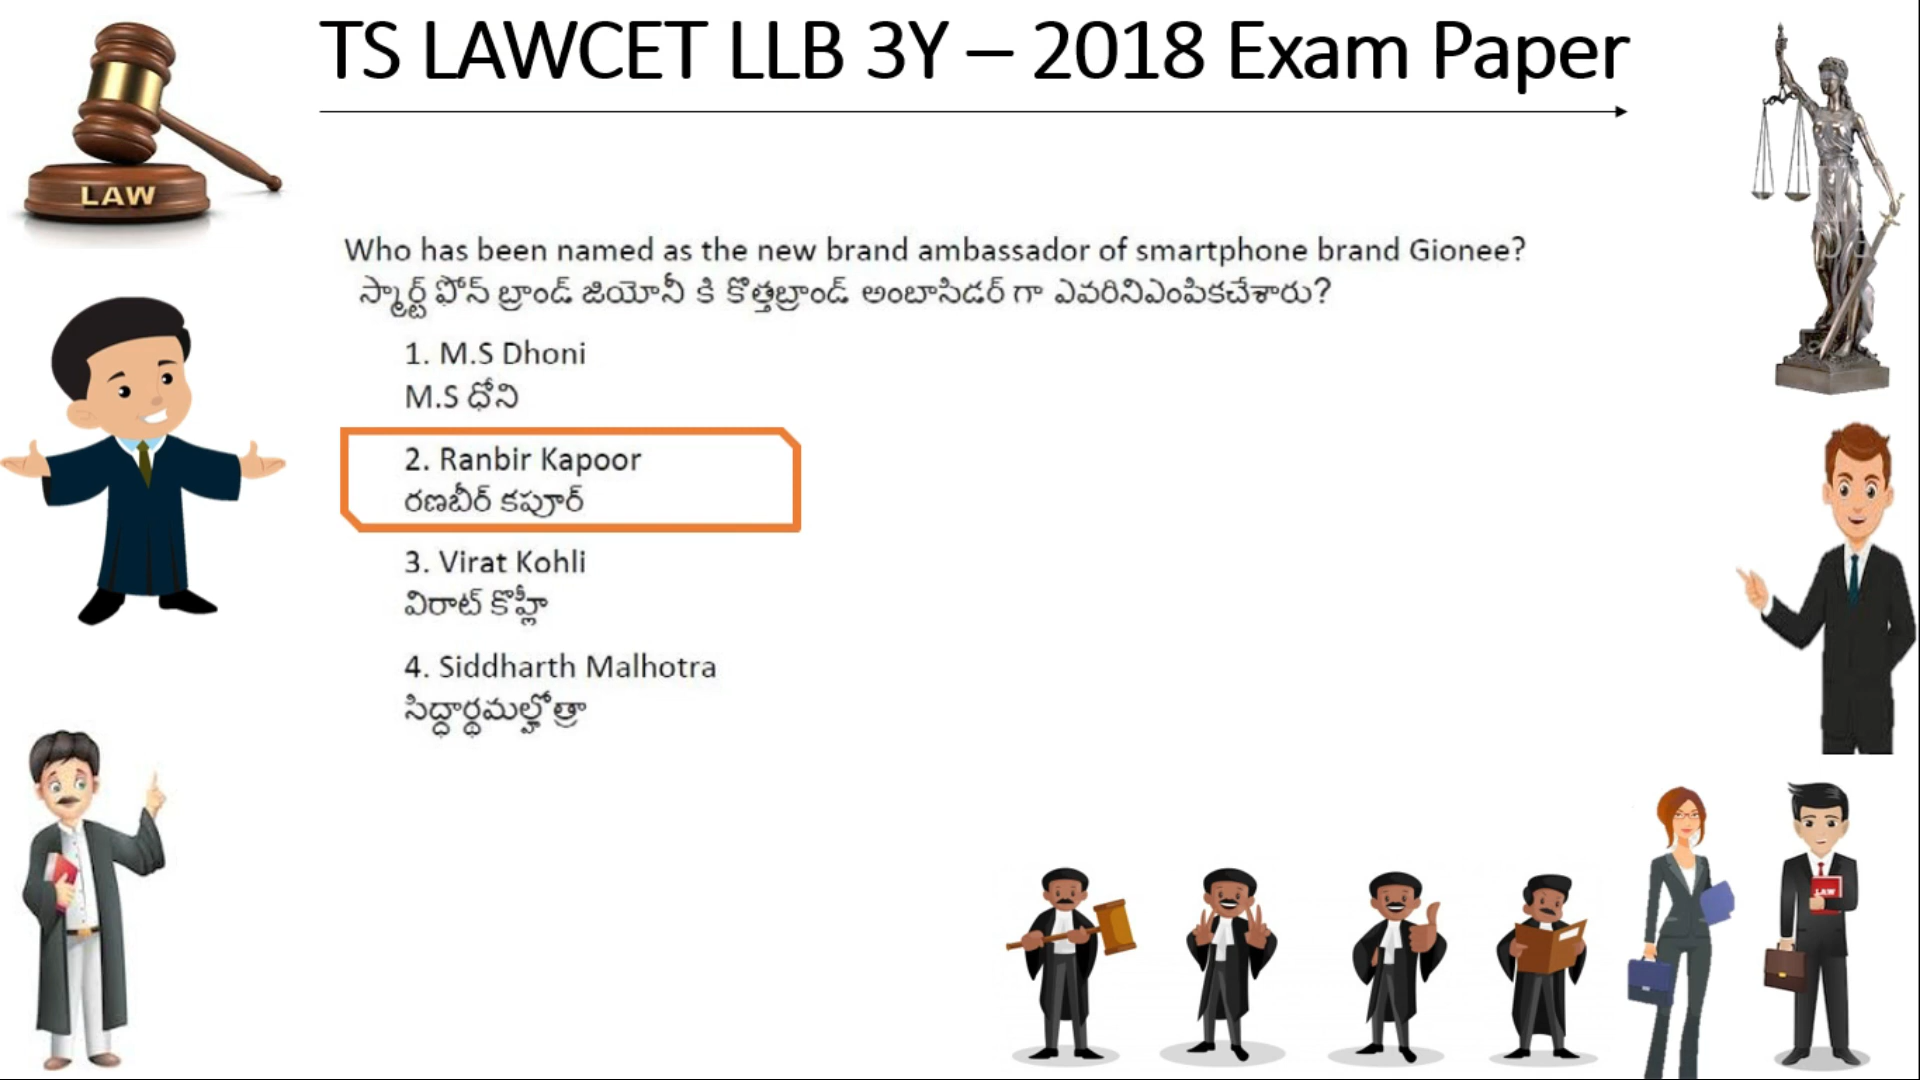 TS LAWCET LLB 3Y – 2018 Exam Paper
LAW
Who has been named as the new brand ambassador of smartphone brand Gionee?
స్మార్ట్ ఫోన్ బ్రాండ్ జియోనీ కి కొత్తబ్రాండ్ అంబాసిడర్ గా ఎవరినిఎంపికచేశారు?
1. M.S Dhoni
M.S ధోని
2. Ranbir Kapoor
రణబీర్ కపూర్
3. Virat Kohli
విరాట్ కొహ్లీ
4. Siddharth Malhotra
సిద్ధార్థమల్హోత్రా
LAW